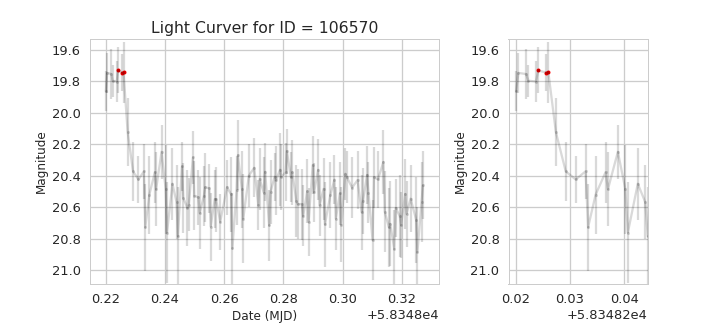 Light Curver for ID = 106570
19.6
19.8
20.0
20.2
20.4
20.6
20.8
21.0
Magnitude
0.22 0.24 0.26 0.28 0.30 0.32
Date (MJD)
+5.8348e4
19.6
19.8
20.0
20.2
20.4
20.6
20.8
21.0
Magnitude
0.02 0.03 0.04
+5.83482e4